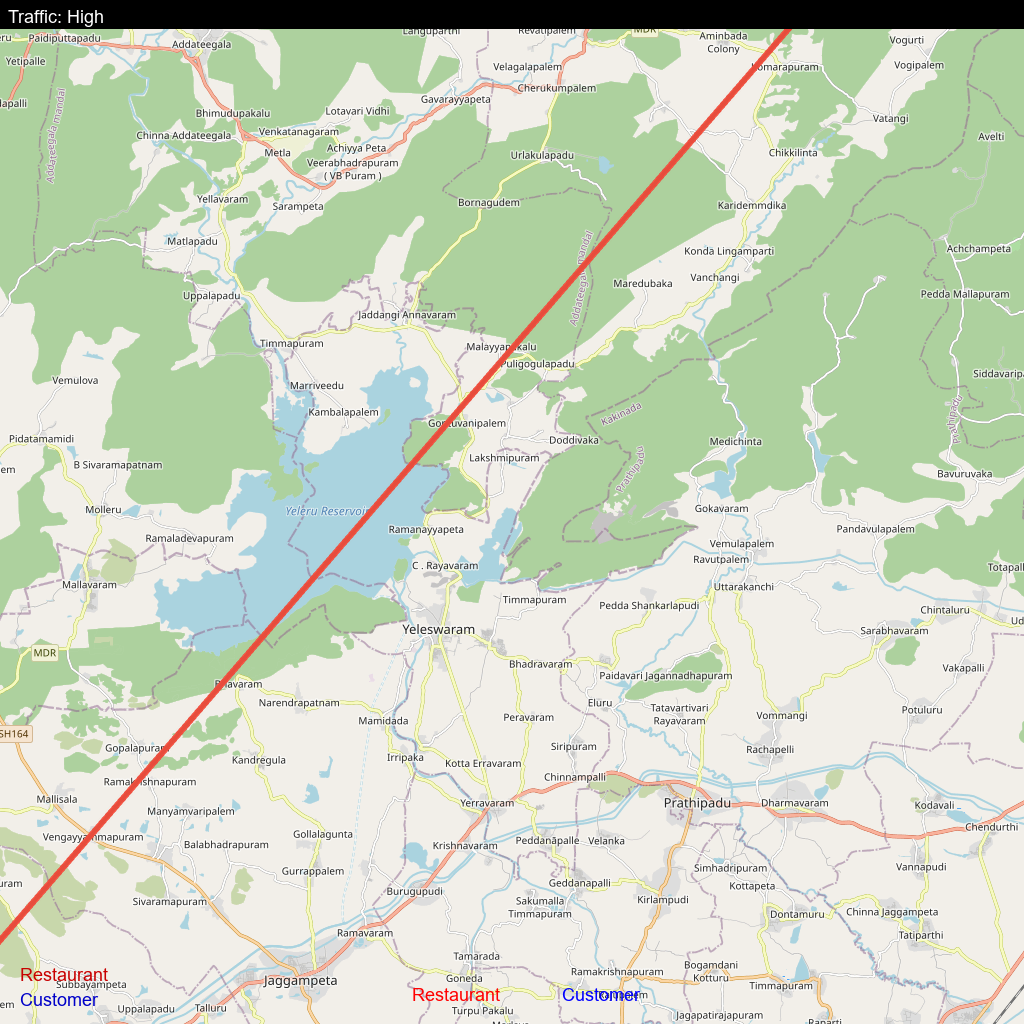 Traffic: High
Languparthi
Revatipalem
MDR
Paidiputtapadu
Addateegala
Aminbada
Colony
Vogurti
Yetipalle
Velagalapalem
Komarapuram
Vogipalem
Cherukumpalem
Gavarayyapeta
Lotavari Vidhi
Bhimudupakalu
Vatangi
Addateegala mandal
Chinna Addateegala
Venkatanagaram
Avelti
Metla
Achiyya Peta
Veerabhadrapuram
( VB Puram )
Urlakulapadu
Chikkilinta
Yellavaram
Sarampeta
Bornagudem
Karidemmdika
Matlapadu
Konda Lingamparti
Achchampeta
Addateegala mandal
Vanchangi
Maredubaka
Uppalapadu
Pedda Mallapuram
Jaddangi Annavaram
Timmapuram
Malayyapakalu
Puligogulapadu
Siddavaripa
Vemulova
Marriveedu
Kambalapalem
Kakinada
Prathipadu
Gontuvanipalem
Pidatamamidi
Doddivaka
Medichinta
B Sivaramapatnam
Lakshmipuram
Prathipadu
Bavuruvaka
Molleru
Yeleru Reservoir
Gokavaram
Ramaladevapuram
Ramanayyapeta
Pandavulapalem
Vemulapalem
Ravutpalem
C . Rayavaram
Totapall
Mallavaram
Uttarakanchi
Timmapuram
Pedda Shankarlapudi
Chintaluru
Ud
Yeleswaram
Sarabhavaram
MDR
Bhadravaram
Vakapalli
Paidavari Jagannadhapuram
Bhavaram
Narendrapatnam
Eluru
Tatavartivari
Rayavaram
Potuluru
Mamidada
Peravaram
Vommangi
SH164
Gopalapuram
Siripuram
Rachapelli
Kandregula
Irripaka
Kotta Erravaram
Ramakrishnapuram
Chinnampalli
Mallisala
Yerravaram
Prathipadu
Dharmavaram
Kodavali
Manyamvaripalem
Chendurthi
Vengayyammapuram
Gollalagunta
Balabhadrapuram
Krishnavaram
Peddanapalle
Velanka
Gurrappalem
Simhadripuram
Vannapudi
Burugupudi
Geddanapalli
Kottapeta
Sivaramapuram
Sakumalla
Timmapuram
Kirlampudi
Dontamuru
Chinna Jaggampeta
Ramavaram
Tatiparthi
Tamarada
Bogamdani
Kotturu
Restaurant
Customer
Subbayampeta
Jaggampeta
Goneda
Ramakrishnapuram
Timmapuram
Restaurant
Customer
Uppalapadu
Talluru
Turpu Pakalu
Jagapatirajapuram